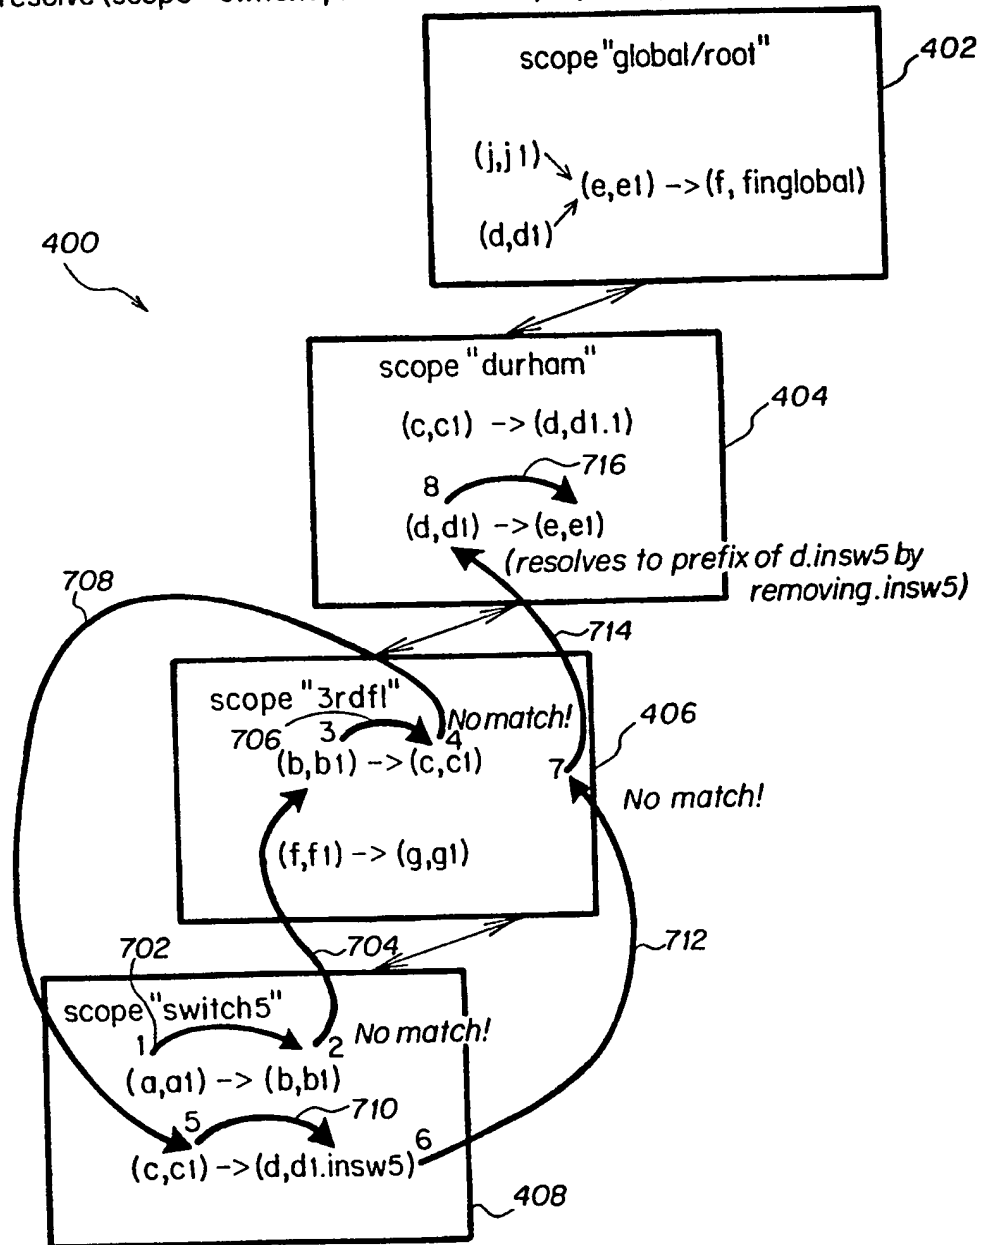 resolve (scope
scope "global/root"
402
(j,j1)
(e,e1) -> (f, finglobal)
(d,d1)
400
scope "durham"
404
(c,c1) -> (d,d1.1)
716
8
(d,d1) -> (e,e1)
(resolves to prefix of d.insw5 by
removing.insw5)
708
714
scope "3rdfl"
No match!
406
706
3
4
(b,b1) -> (c,c1)
7
No match!
(f,f1) -> (g,g1)
702
704
712
scope "switch5"
1
2
No match!
(a,a1) -> (b,b1)
5
710
6
(c,c1) -> (d,d1.insw5)
408